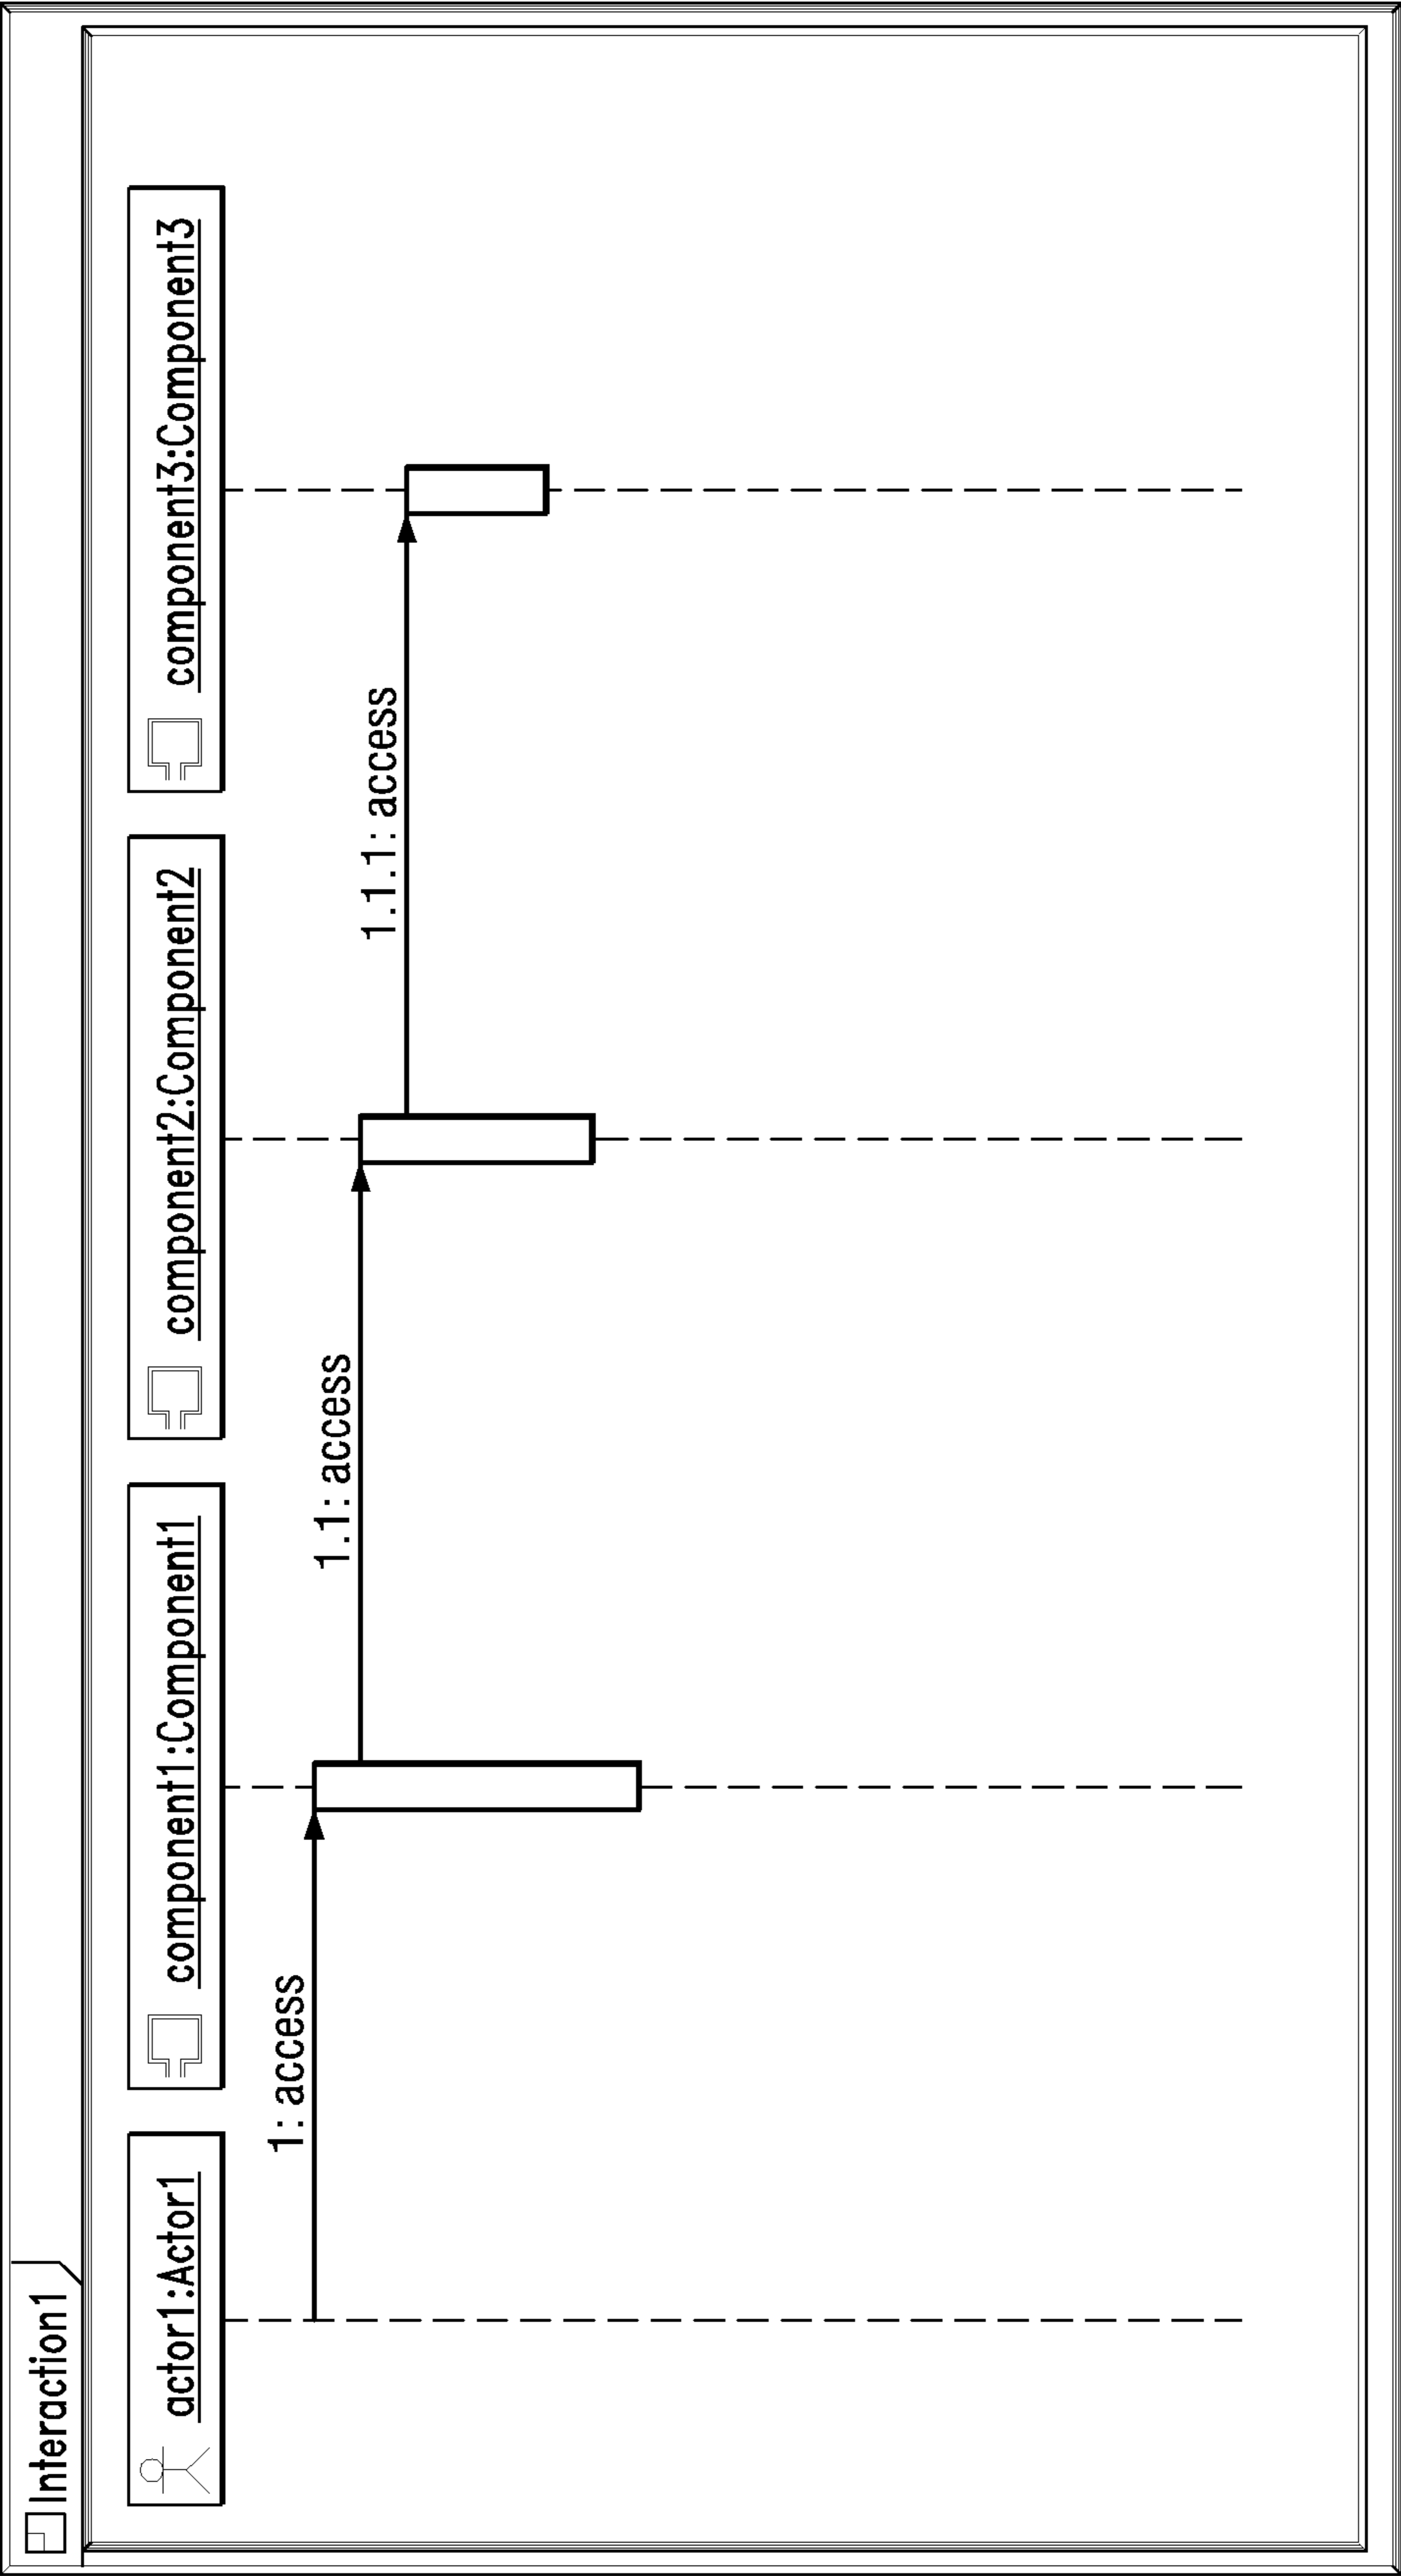 Interaction1
actor1:Actor1
component1:Component1
component2:Component2
component3:Component3
1: access
1.1: access
1.1.1: access